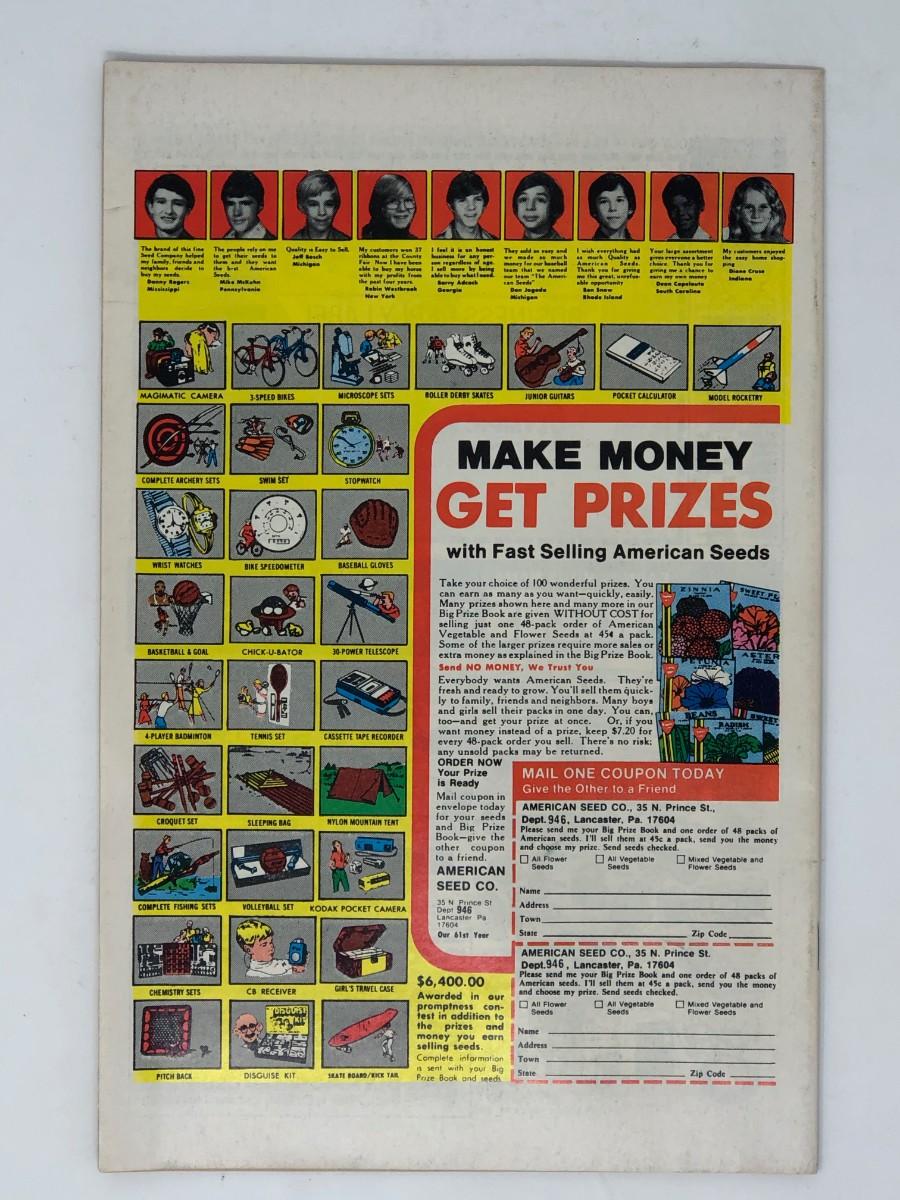 The brand of this fine
Seed Company helped
my family, friends and
neighbors decide to
buy my seeds.
Danny Rogers
Mississippi
The people rely on me
to get their seeds to
them and they want
the best American
Seeds.
Mike McKuhn
Pennsylvania
Quality is Easy to Sell.
Jeff Bosch
Michigan
My customers won 37
ribbons at the County
Fair Now I have been
able to buy my horse
with my profits from
the past four years.
Robin Westbrook
New York
I feel it is an honest
business for any per-
son regardless of age.
I sell more by being
able to buy what I need.
Barry Adcock
Georgia
They sold so easy and
we made so much
money for our baseball
team that we named
our team "The Ameri-
can Seeds"
Dan Jagoda
Michigan
I wish everything had
as much Quality as
American Seeds.
Thank you for giving
me this great, unrefus-
able opportunity
Ron Snow
Rhode Island
Your large assortment
gives everyone a better
choice. Thank you for
giving me a chance to
earn my own money
Dean Capelouto
South Carolina
My customers enjoyed
the easy home shop-
ping
Diane Cruse
Indiana
MAGIMATIC CAMERA
3-SPEED BIKES
MICROSCOPE SETS
ROLLER DERBY SKATES
JUNIOR GUITARS
POCKET CALCULATOR
MODEL ROCKETRY
COMPLETE ARCHERY SETS
SWIM SET
STOPWATCH
WRIST WATCHES
BIKE SPEEDOMETER
BASEBALL GLOVES
BASKETBALL & GOAL
CHICK-U-BATOR
30-POWER TELESCOPE
4-PLAYER BADMINTON
TENNIS SET
CASSETTE TAPE RECORDER
CROQUET SET
SLEEPING BAG
NYLON MOUNTAIN TENT
COMPLETE FISHING SETS
VOLLEYBALL SET
KODAK POCKET CAMERA
CHEMISTRY SETS
CB RECEIVER
GIRL'S TRAVEL CASE
PITCH BACK
DISGUISE KIT
DISGUISE KIT
SKATE BOARD/KICK TAIL
MAKE MONEY
GET PRIZES
with Fast Selling American Seeds
Take your choice of 100 wonderful prizes. You
can earn as many as you want—quickly, easily.
Many prizes shown here and many more in our
Big Prize Book are given WITHOUT COST for
selling just one 48-pack order of American
Vegetable and Flower Seeds at 45¢ a pack.
Some of the larger prizes require more sales or
extra money as explained in the Big Prize Book.
Send NO MONEY, We Trust You
Everybody wants American Seeds. They're
fresh and ready to grow. You'll sell them quick-
ly to family, friends and neighbors. Many boys
and girls sell their packs in one day. You can,
too—and get your prize at once. Or, if you
want money instead of a prize, keep $7.20 for
every 48-pack order you sell. There's no risk;
any unsold packs may be returned.
ZINNIA
SWEET PE
ASTER
PETUNIA
BEANS
RADISH
SWEET
ORDER NOW
Your Prize
is Ready
Mail coupon in
envelope today
for your seeds
and Big Prize
Book—give the
other coupon
to a friend.
AMERICAN
SEED CO.
35 N Prince St
Dept 946
Lancaster Pa
17604
Our 61st Year
MAIL ONE COUPON TODAY
Give the Other to a Friend
AMERICAN SEED CO., 35 N. Prince St.,
Dept. 946, Lancaster, Pa. 17604
Please send me your Big Prize Book and one order of 48 packs of
American seeds. I'll sell them at 45c a pack, send you the money
and choose my prize. Send seeds checked.
All Flower Seeds
All Vegetable Seeds
Mixed Vegetable and Flower Seeds
Name
Address
Town
State Zip Code
AMERICAN SEED CO., 35 N. Prince St.
Dept. 946, Lancaster, Pa. 17604
Please send me your Big Prize Book and one order of 48 packs of
American seeds. I'll sell them at 45c a pack, send you the money
and choose my prize. Send seeds checked.
All Flower Seeds
All Vegetable Seeds
Mixed Vegetable and Flower Seeds
Name
Address
Town
State Zip Code
$6,400.00
Awarded in our
promptness con-
test in addition to
the prizes and
money you earn
selling seeds.
Complete information
is sent with your Big
Prize Book and seeds.